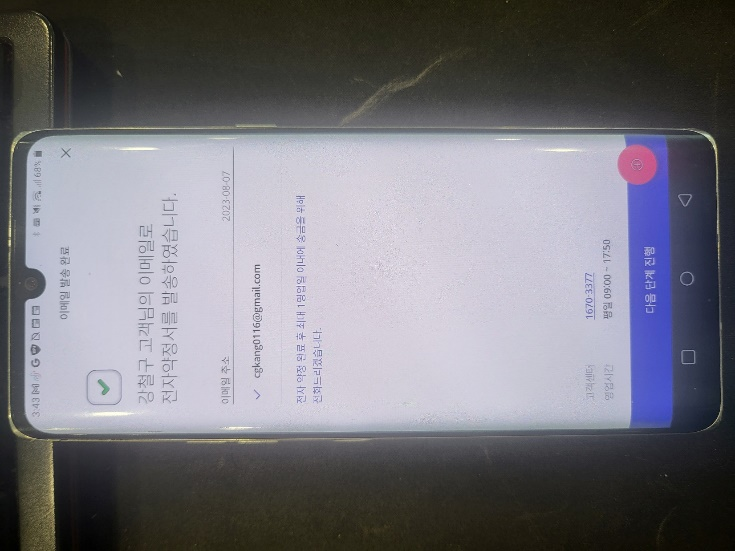 3:43
68%
이메일 발송 완료
강철구 고객님의 이메일로
전자약정서를 발송하였습니다.
이메일 주소 2023-08-07
cgkang0116@gmail.com
전자 약정 완료 후 최대 1영업일 이내에 송금을 위해
전화드리겠습니다.
고객센터 1670-3377
영업시간 평일 09:00 ~ 17:50
다음 단계 진행